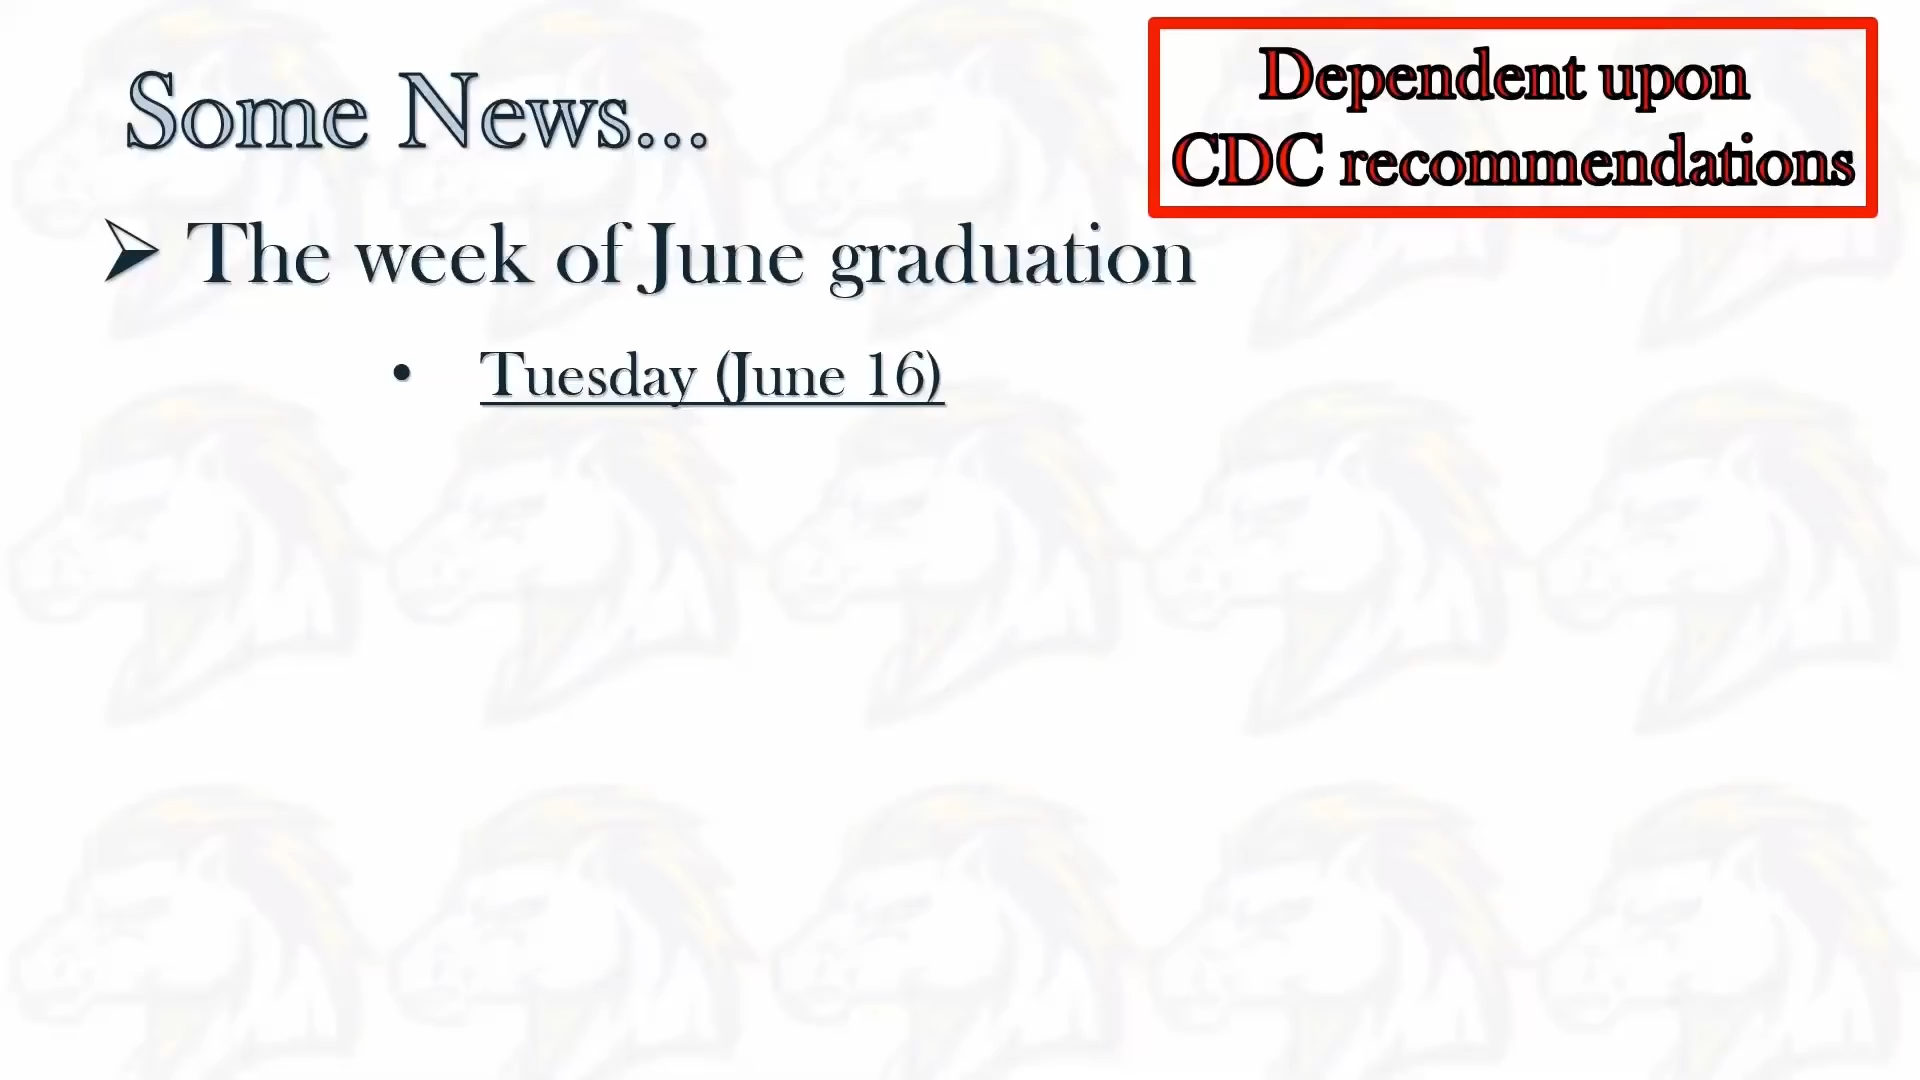 Some News...
Dependent upon
CDC recommendations
The week of June graduation
Tuesday (June 16)